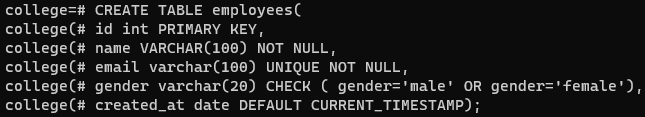 college=# CREATE TABLE employees(
college(# id int PRIMARY KEY,
college(# name VARCHAR(100) NOT NULL,
college(# email varchar(100) UNIQUE NOT NULL,
college(# gender varchar(20) CHECK ( gender='male' OR gender='female'),
college(# created_at date DEFAULT CURRENT_TIMESTAMP);